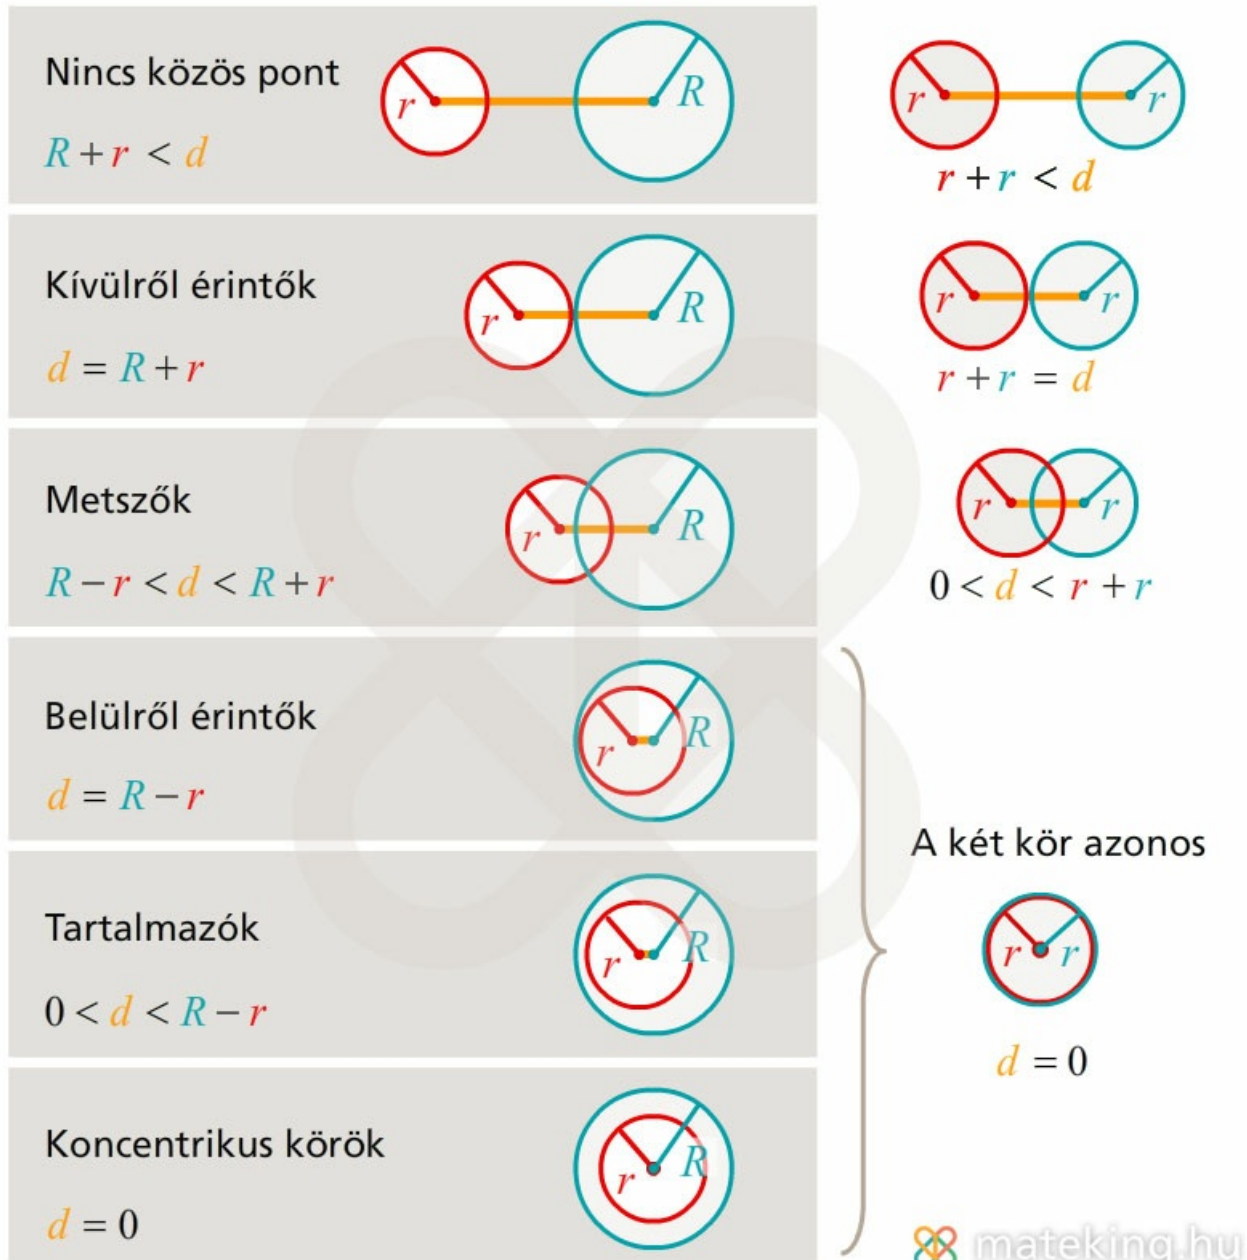 Nincs közös pont
r R
R + r < d
r r
r + r < d
Kívülről érintők
r R
d = R + r
r r
r + r = d
Metszők
r R
R − r < d < R + r
r r
0 < d < r + r
Belülről érintők
r R
d = R − r
Tartalmazók
r R
0 < d < R − r
Koncentrikus körök
r R
d = 0
A két kör azonos
r r
d = 0
mateking.hu